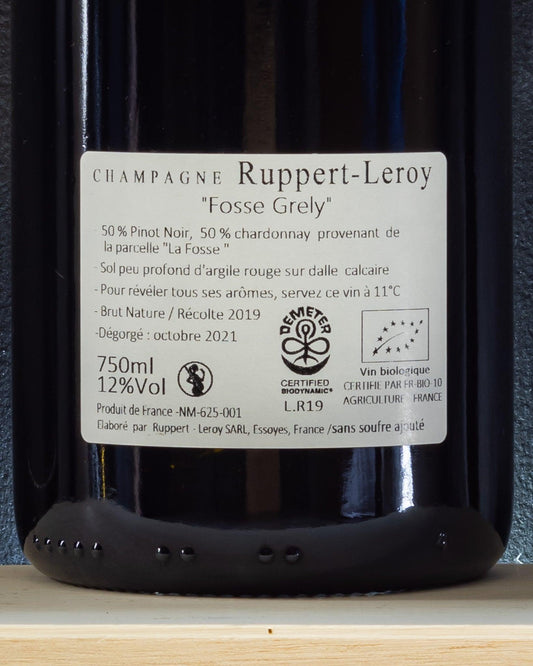 CHAMPAGNE Ruppert-Leroy
"Fosse Grely"
- 50 % Pinot Noir, 50 % chardonnay provenant de
la parcelle "La Fosse "
- Sol peu profond d'argile rouge sur dalle calcaire
- Pour révéler tous ses arômes, servez ce vin à 11°C
- Brut Nature / Récolte 2019
- Dégorgé : octobre 2021
DEMETER
CERTIFIED
BIODYNAMIC®
L.R19
Vin biologique
CERTIFIE PAR FR-BIO-10
AGRICULTURE FRANCE
750ml
12%Vol
Produit de France -NM-625-001
Elaboré par Ruppert - Leroy SARL, Essoyes, France /sans soufre ajouté